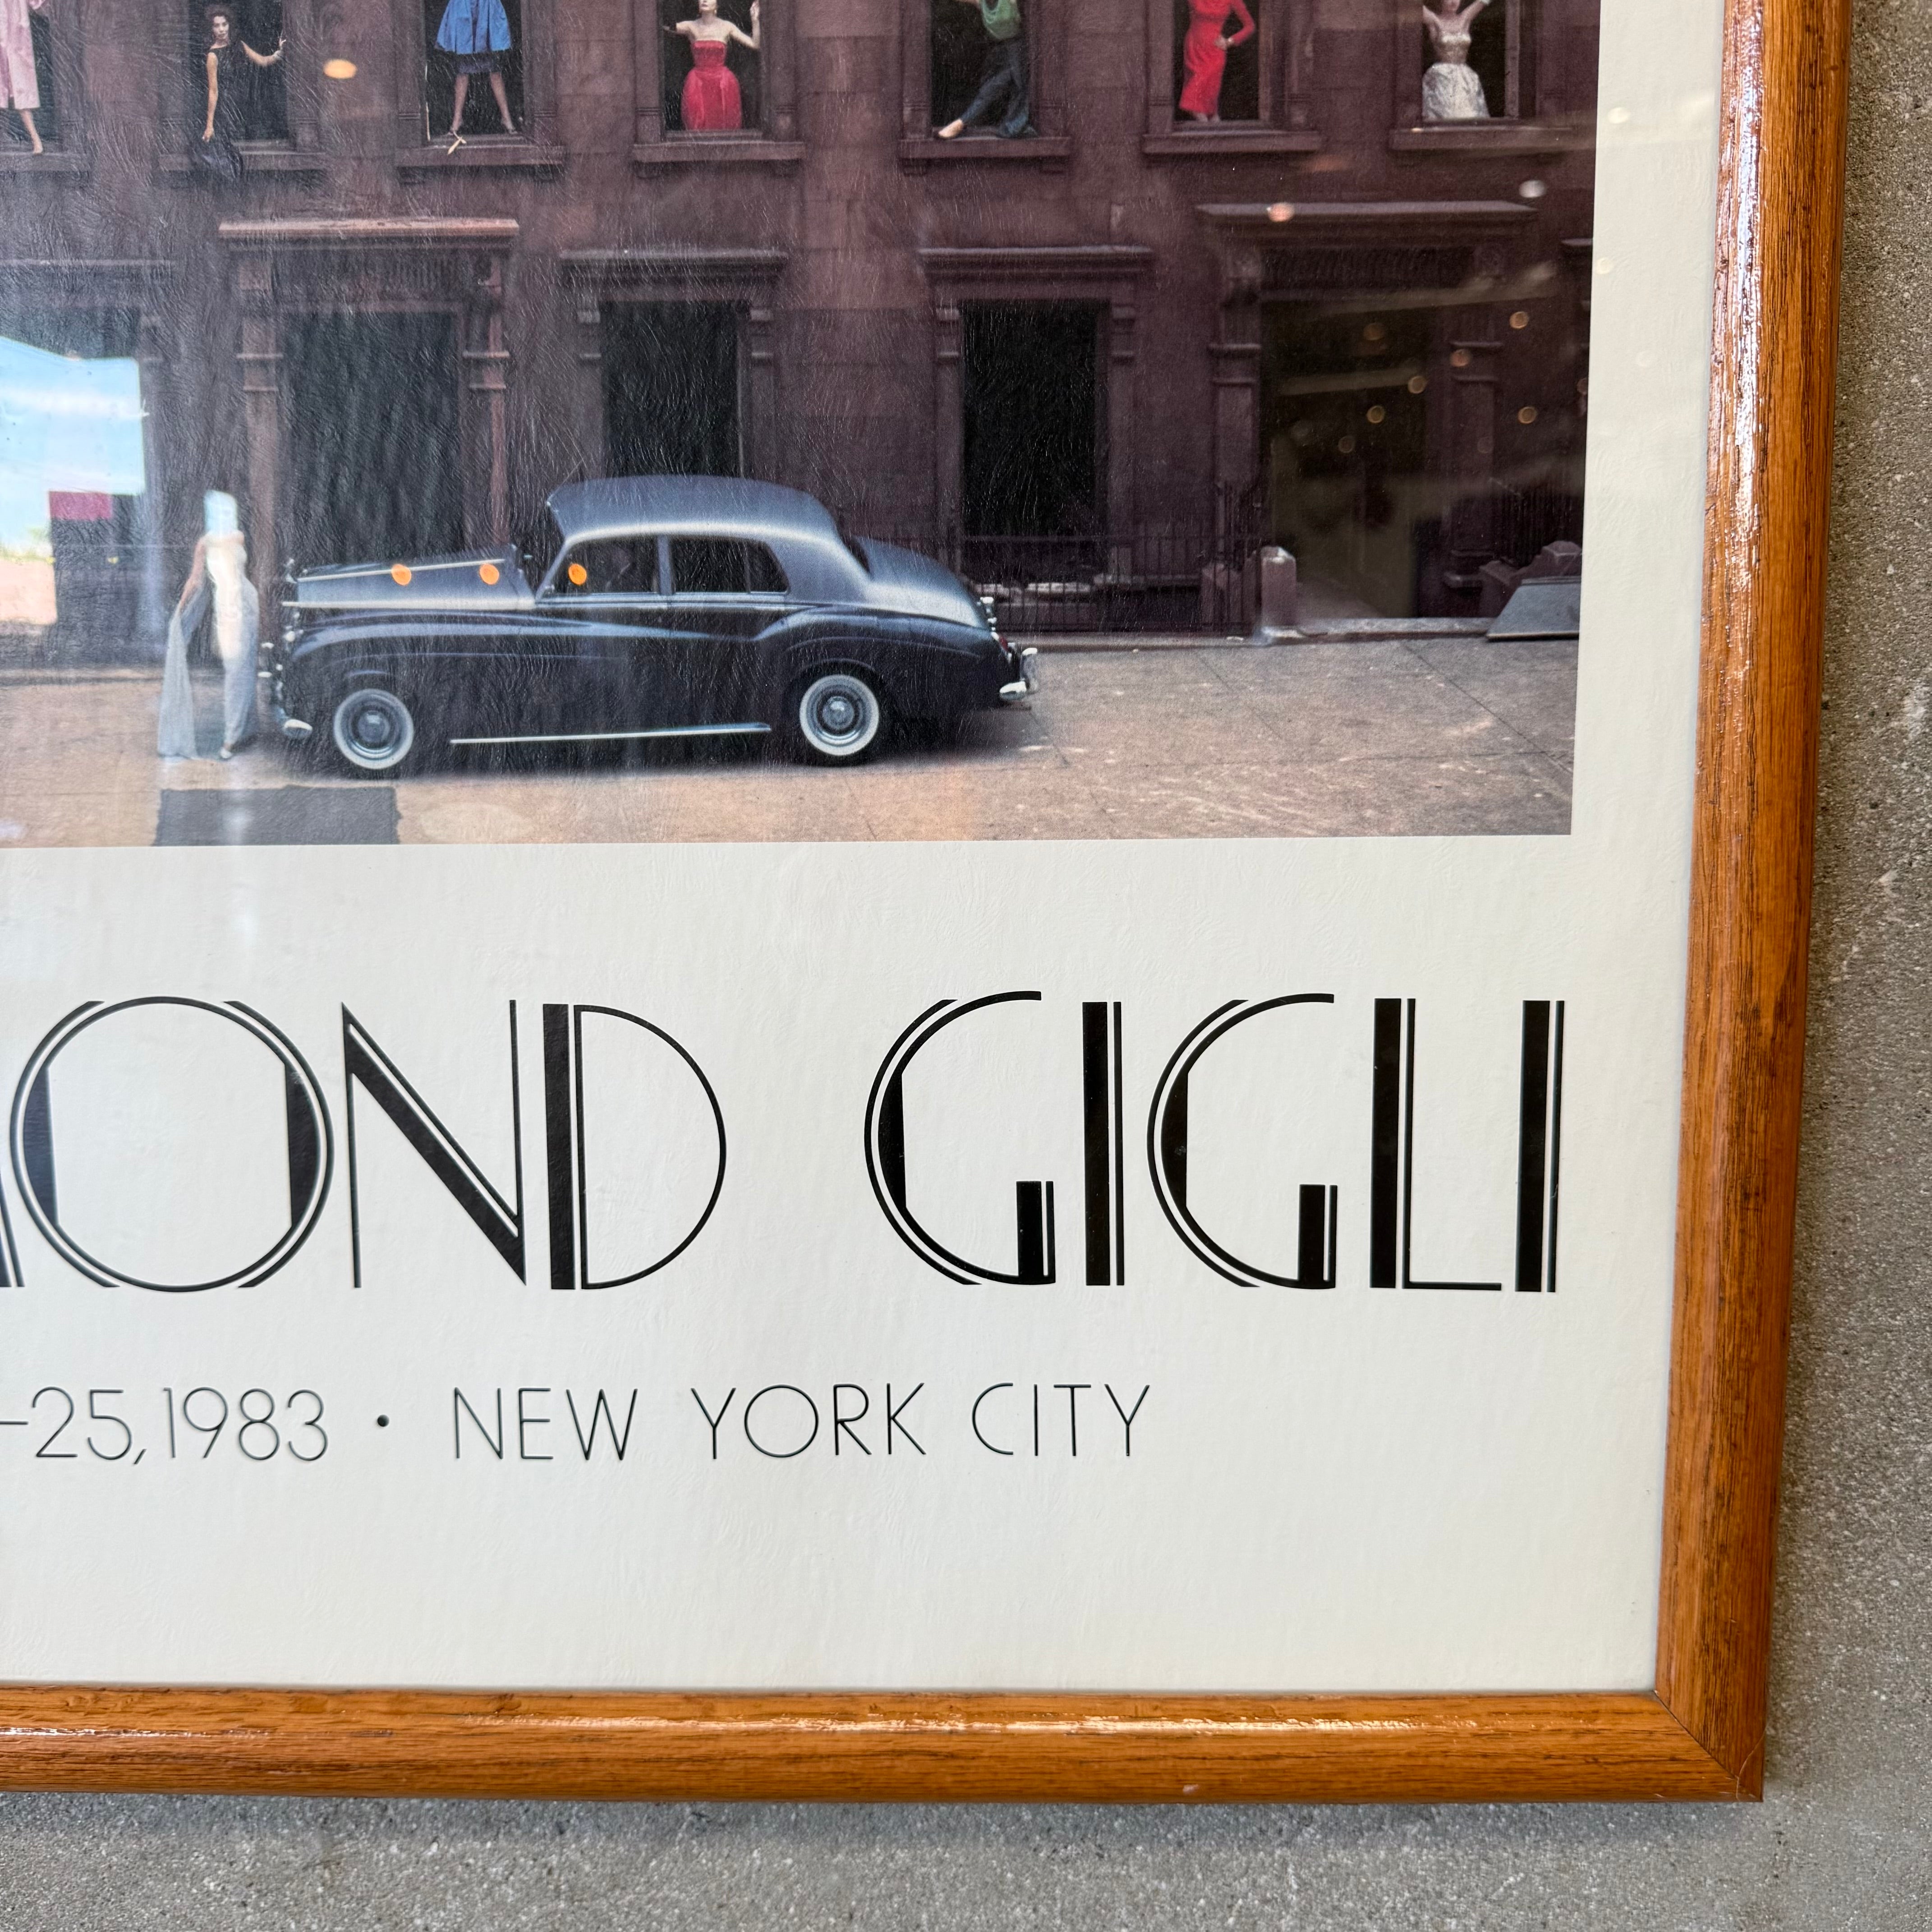 OND GIGLI
–25, 1983 • NEW YORK CITY